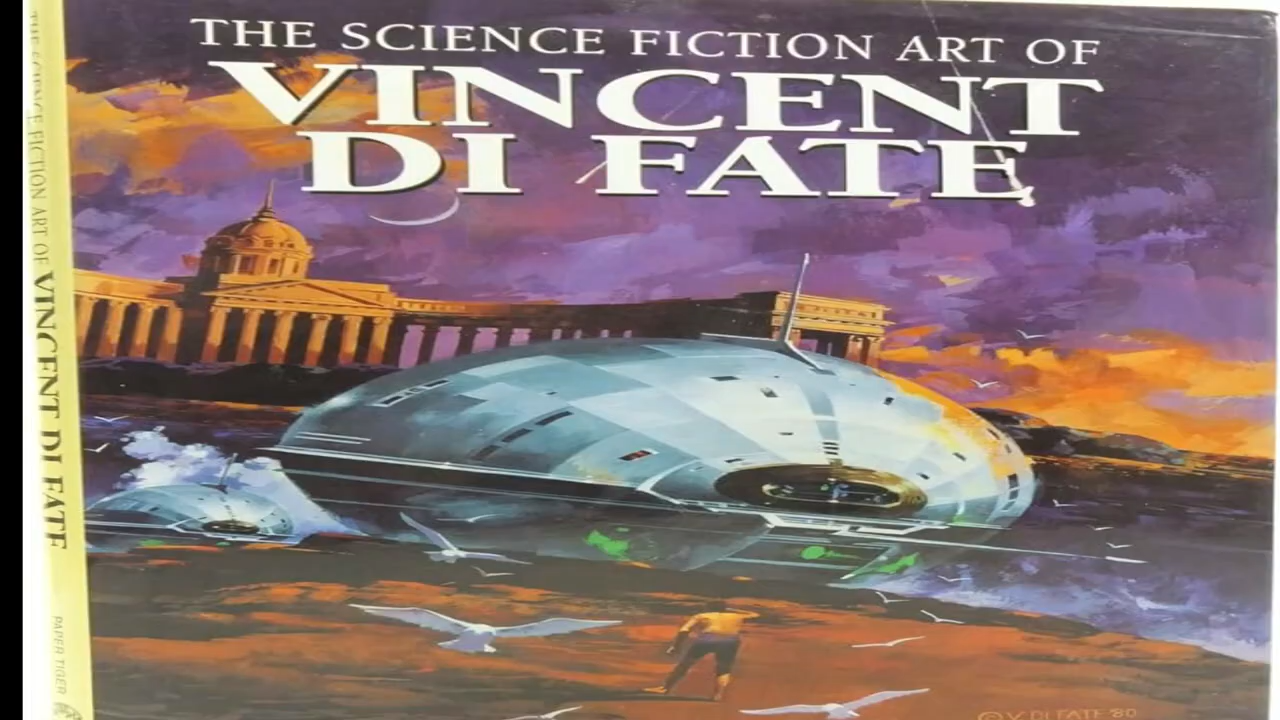 THE SCIENCE FICTION ART OF
VINCENT
DI FATE
THE SCIENCE FICTION ART OF VINCENT DI FATE
PAPER TIGER
© V. DI FATE '80